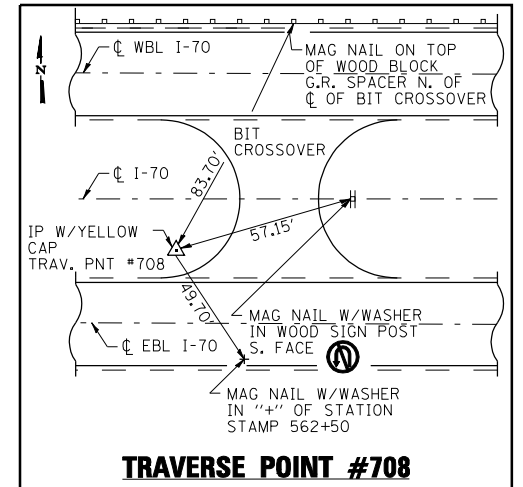 ℄ WBL I-70
MAG NAIL ON TOP
OF WOOD BLOCK
G.R. SPACER N. OF
℄ OF BIT CROSSOVER
N
BIT
CROSSOVER
℄ I-70
83.70'
57.15'
IP W/YELLOW
CAP
TRAV. PNT #708
49.70'
MAG NAIL W/WASHER
IN WOOD SIGN POST
S. FACE
℄ EBL I-70
MAG NAIL W/WASHER
IN "+" OF STATION
STAMP 562+50
TRAVERSE POINT #708